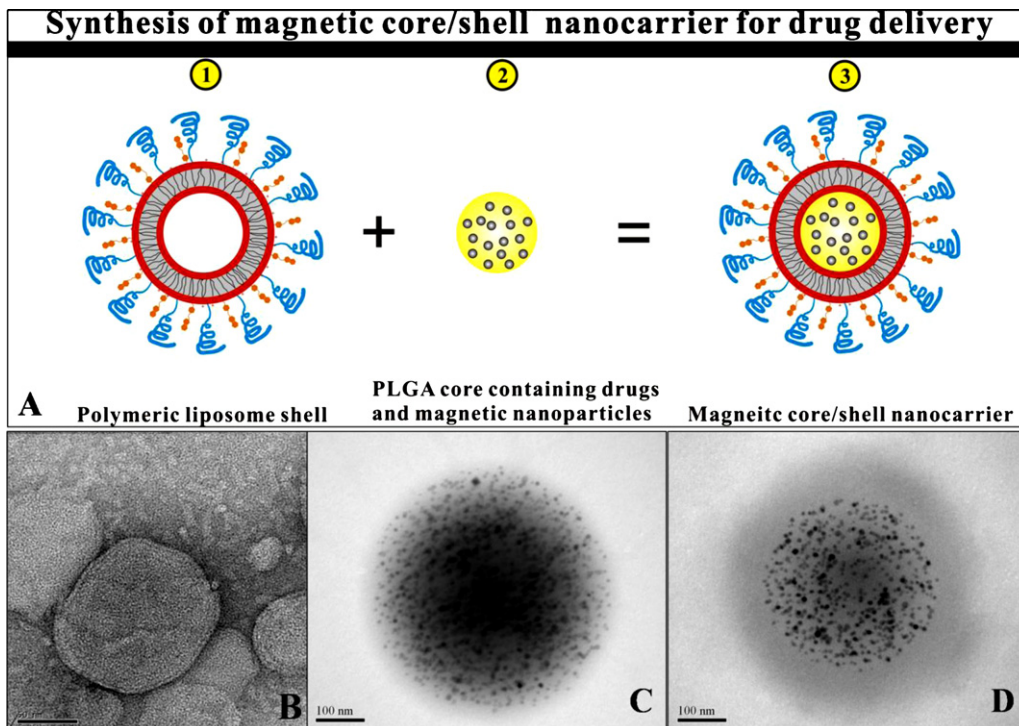 Synthesis of magnetic core/shell nanocarrier for drug delivery
1
2
3
+
=
A
Polymeric liposome shell
PLGA core containing drugs
and magnetic nanoparticles
Magneitc core/shell nanocarrier
B
100 nm
C
100 nm
D